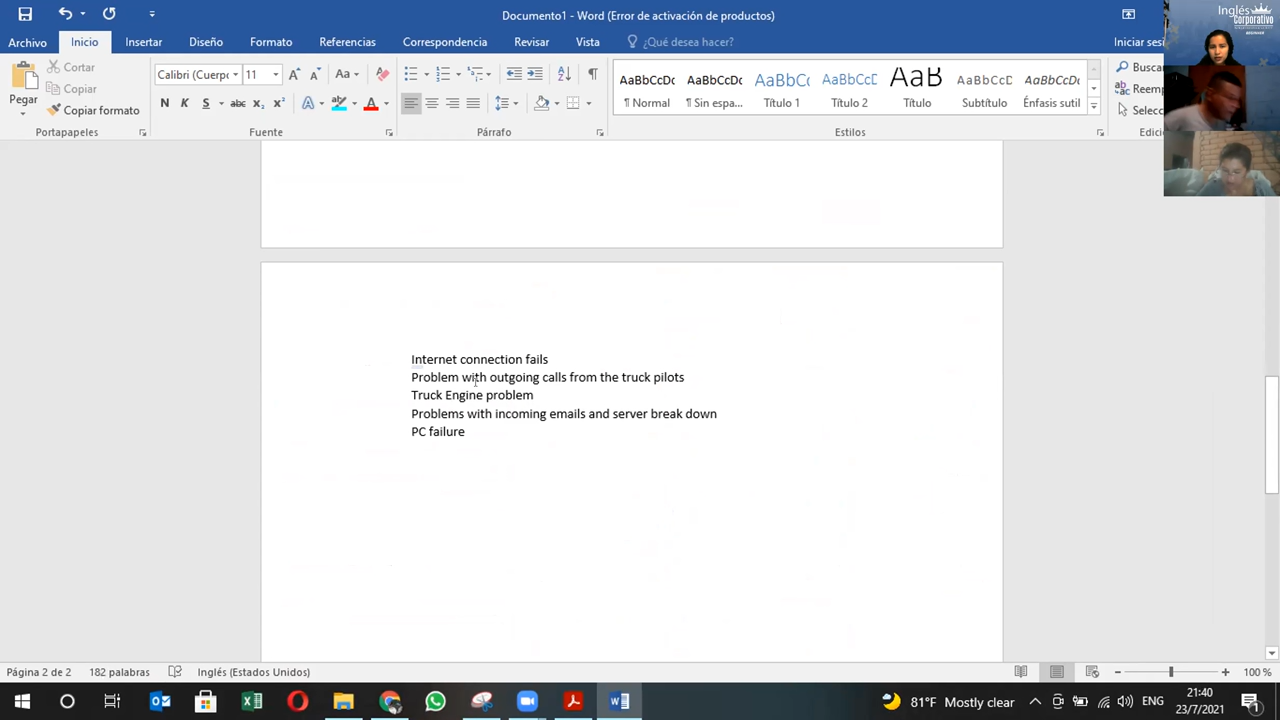 Documento1 - Word (Error de activación de productos)
Inglés
Corporativo
BEGINNER
Archivo Inicio Insertar Diseño Formato Referencias Correspondencia Revisar Vista ¿Qué desea hacer? Iniciar sesi
Pegar
Cortar
Copiar
Copiar formato
Portapapeles
Calibri (Cuerpo 11
Aa
N K S abc x₂ x²
Fuente
Párrafo
AaBbCcDc AaBbCcDc AaBbCc AaBbCcD AaB AaBbCcD AaBbCcDc
¶ Normal ¶ Sin espa... Título 1 Título 2 Título Subtítulo Énfasis sutil
Estilos
Busca
Reemp
Selecc
Edici
Internet connection fails
Problem with outgoing calls from the truck pilots
Truck Engine problem
Problems with incoming emails and server break down
PC failure
Página 2 de 2 182 palabras Inglés (Estados Unidos) 100 %
81°F Mostly clear ENG 21:40
23/7/2021